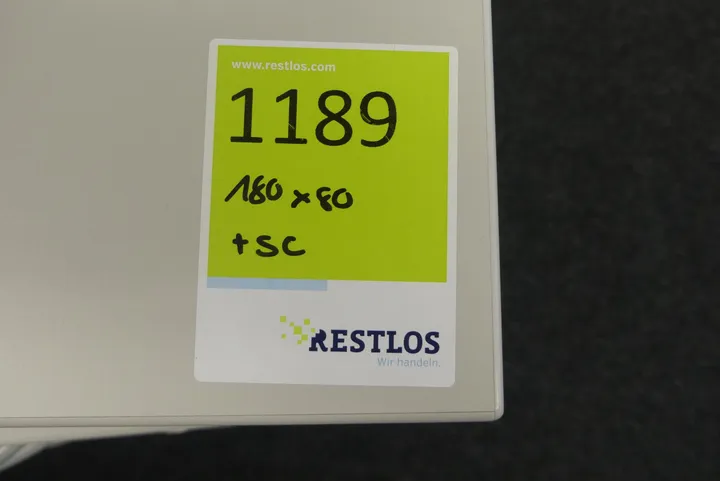 www.restlos.com
1189
180 x 80
+ SC
RESTLOS
Wir handeln.